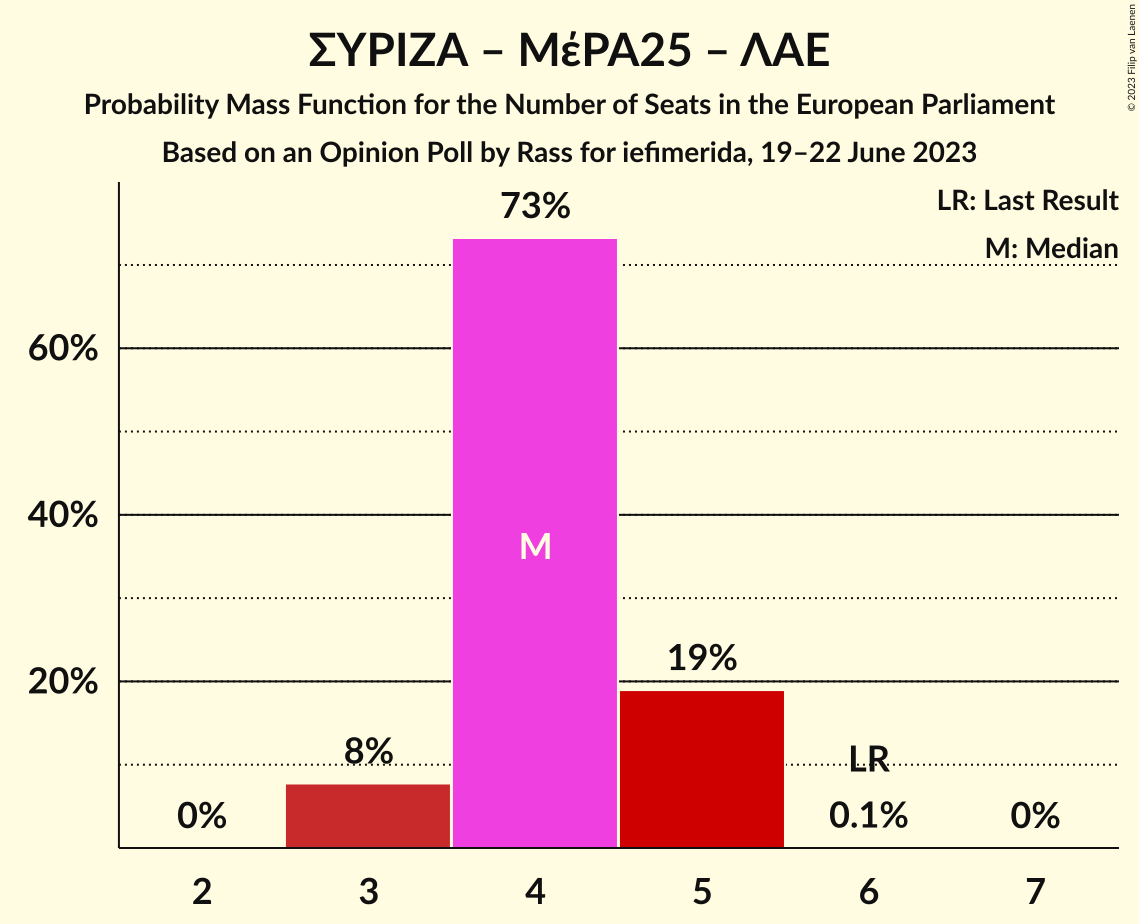 ΣΥΡΙΖΑ – ΜέΡΑ25 – ΛΑΕ
Probability Mass Function for the Number of Seats in the European Parliament
Based on an Opinion Poll by Rass for iefimerida, 19–22 June 2023
© 2023 Filip van Laenen
LR: Last Result
M: Median
73%
60%
40%
M
20%
19%
8%
LR
0%
0.1%
0%
2
3
4
5
6
7